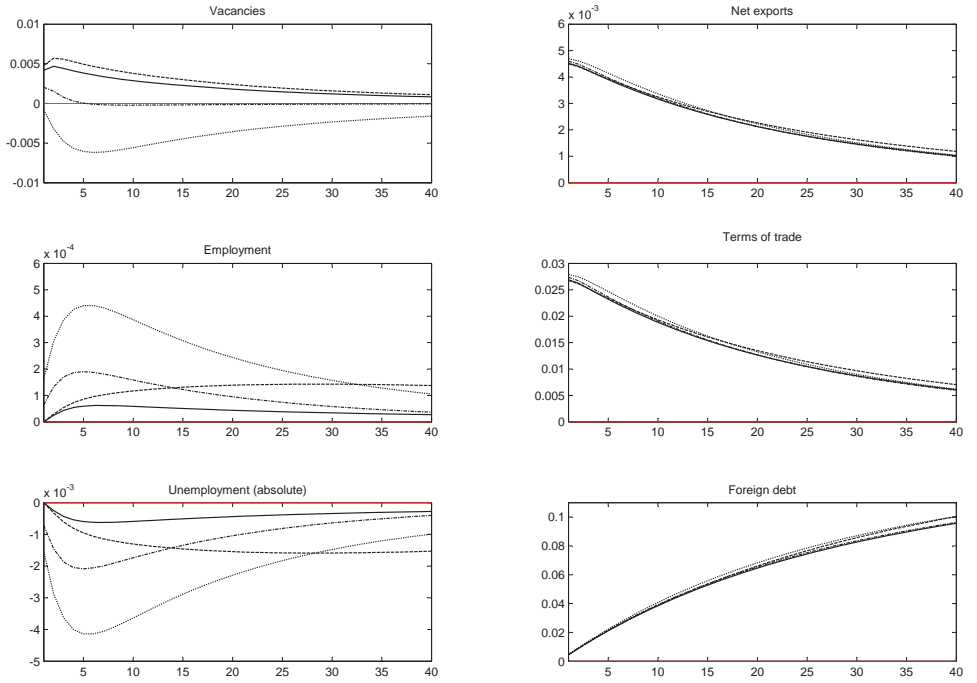 Vacancies
0.01
0.005
0
-0.005
-0.01
5 10 15 20 25 30 35 40
Net exports
x 10⁻³
6
5
4
3
2
1
0
5 10 15 20 25 30 35 40
Employment
x 10⁻⁴
6
5
4
3
2
1
0
5 10 15 20 25 30 35 40
Terms of trade
0.03
0.025
0.02
0.015
0.01
0.005
0
5 10 15 20 25 30 35 40
Unemployment (absolute)
x 10⁻³
0
-1
-2
-3
-4
-5
5 10 15 20 25 30 35 40
Foreign debt
0.1
0.08
0.06
0.04
0.02
0
5 10 15 20 25 30 35 40